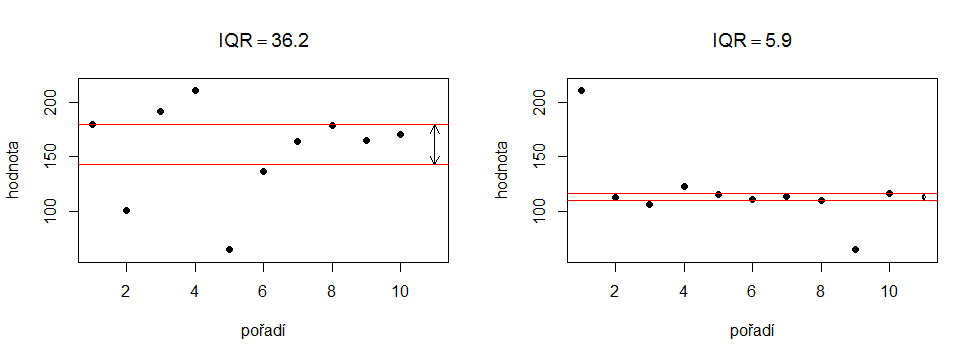 IQR = 36.2
200
150
100
hodnota
2 4 6 8 10
pořadí
IQR = 5.9
200
150
100
hodnota
2 4 6 8 10
pořadí